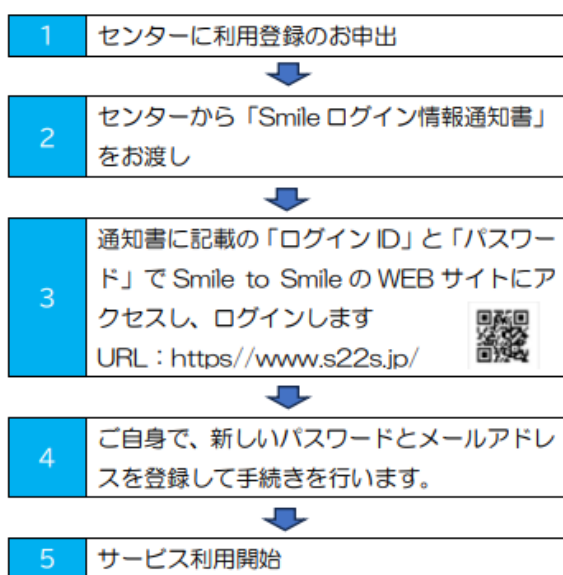 1 センターに利用登録のお申出
2 センターから「Smile ログイン情報通知書」
をお渡し
3 通知書に記載の「ログイン ID」と「パスワー
ド」で Smile to Smile の WEB サイトにア
クセスし、ログインします
URL：https//www.s22s.jp/
4 ご自身で、新しいパスワードとメールアドレ
スを登録して手続きを行います。
5 サービス利用開始